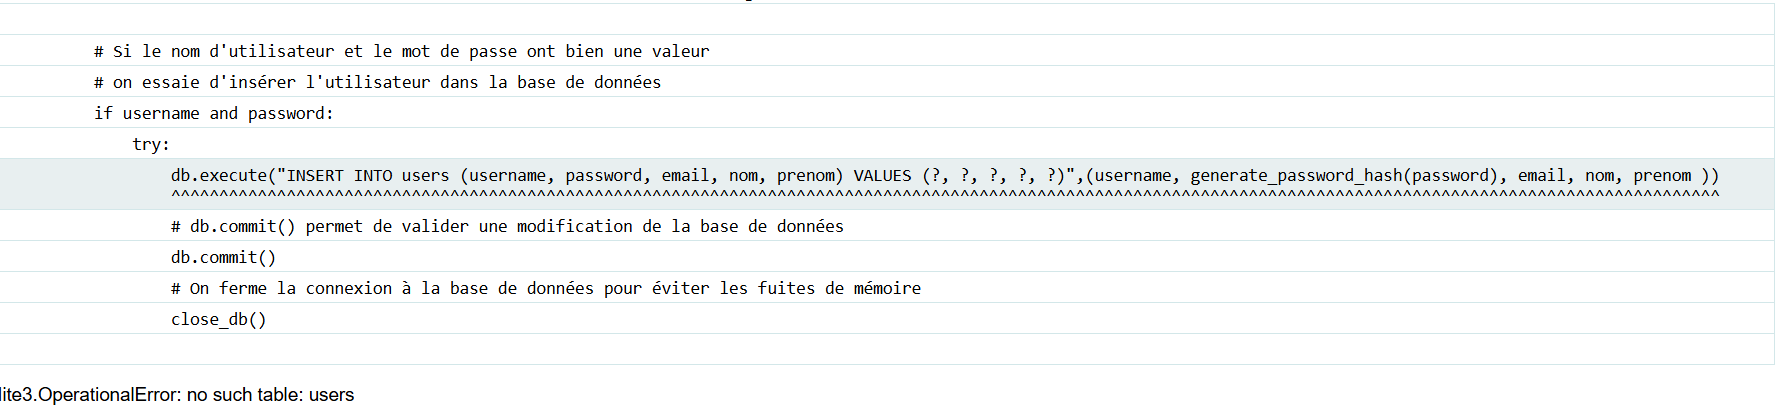 # Si le nom d'utilisateur et le mot de passe ont bien une valeur
# on essaie d'insérer l'utilisateur dans la base de données
if username and password:
try:
db.execute("INSERT INTO users (username, password, email, nom, prenom) VALUES (?, ?, ?, ?, ?)",(username, generate_password_hash(password), email, nom, prenom ))
^^^^^^^^^^^^^^^^^^^^^^^^^^^^^^^^^^^^^^^^^^^^^^^^^^^^^^^^^^^^^^^^^^^^^^^^^^^^^^^^^^^^^^^^^^^^^^^^^^^^^^^^^^^^^^^^^^^^^^^^^^^^^^^^^^^^^^^^^^^^^^^^^^^^^^^^^^^^^^^^^
# db.commit() permet de valider une modification de la base de données
db.commit()
# On ferme la connexion à la base de données pour éviter les fuites de mémoire
close_db()
lite3.OperationalError: no such table: users